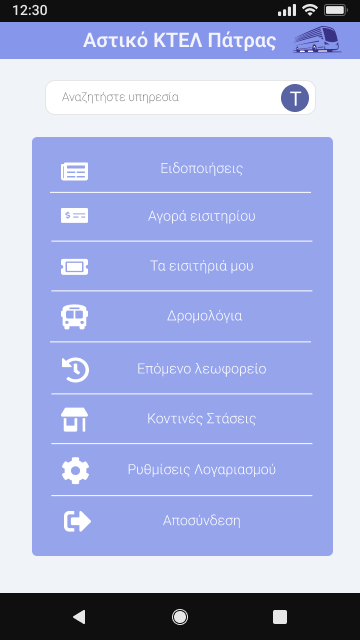 12:30
Αστικό ΚΤΕΛ Πάτρας
Αναζητήστε υπηρεσία
T
Ειδοποιήσεις
Αγορά εισιτηρίου
Τα εισιτήριά μου
Δρομολόγια
Επόμενο λεωφορείο
Κοντινές Στάσεις
Ρυθμίσεις Λογαριασμού
Αποσύνδεση